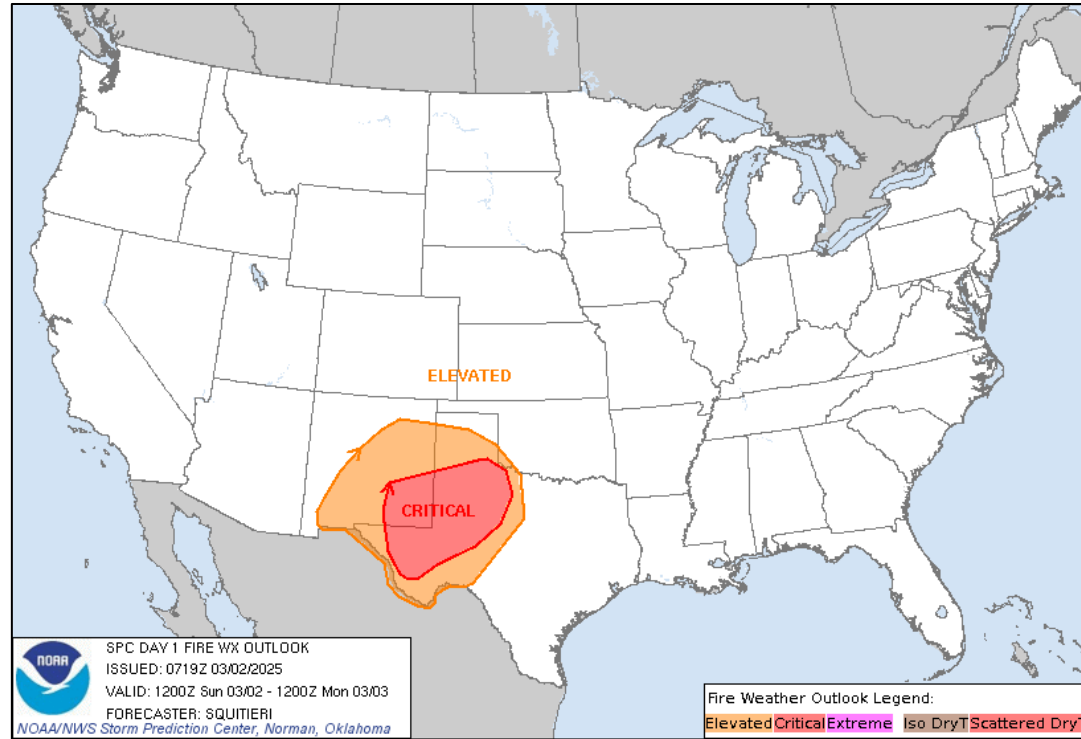 ELEVATED
CRITICAL
NOAA
SPC DAY 1 FIRE WX OUTLOOK
ISSUED: 0719Z 03/02/2025
VALID: 1200Z Sun 03/02 - 1200Z Mon 03/03
FORECASTER: SQUITIERI
NOAA/NWS Storm Prediction Center, Norman, Oklahoma
Fire Weather Outlook Legend:
Elevated Critical Extreme Iso DryT Scattered DryT